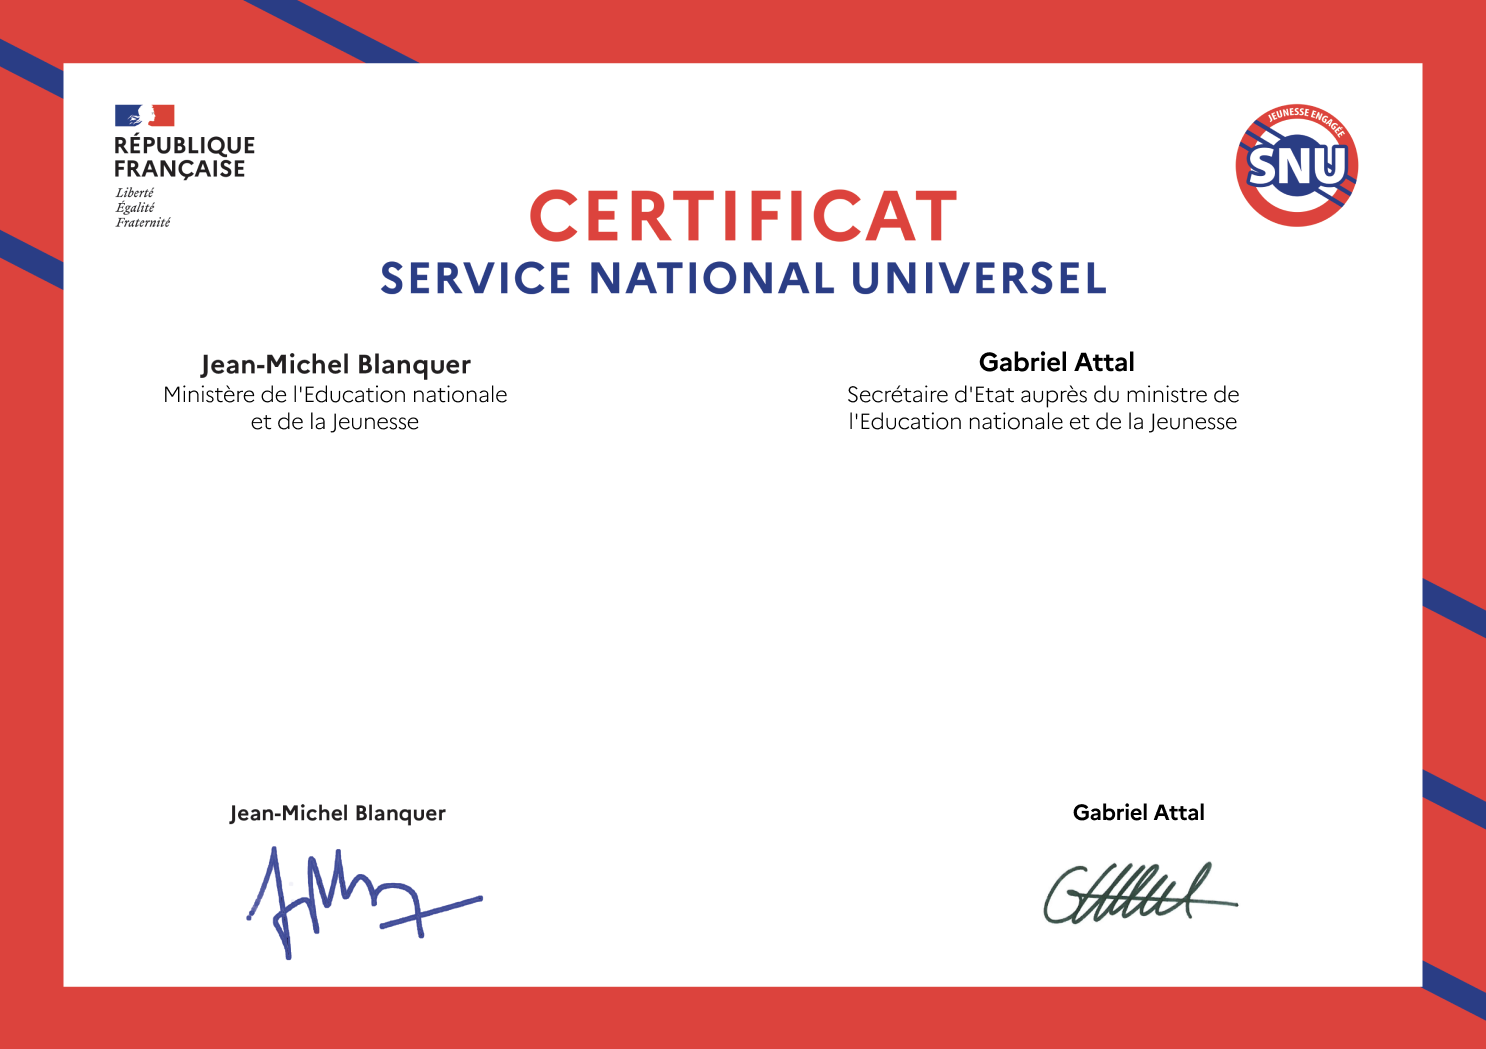 RÉPUBLIQUE
FRANÇAISE
Liberté
Égalité
Fraternité
JEUNESSE ENGAGÉE
SNU
CERTIFICAT
SERVICE NATIONAL UNIVERSEL
Jean-Michel Blanquer
Ministère de l'Education nationale
et de la Jeunesse
Gabriel Attal
Secrétaire d'Etat auprès du ministre de
l'Education nationale et de la Jeunesse
Jean-Michel Blanquer
Gabriel Attal